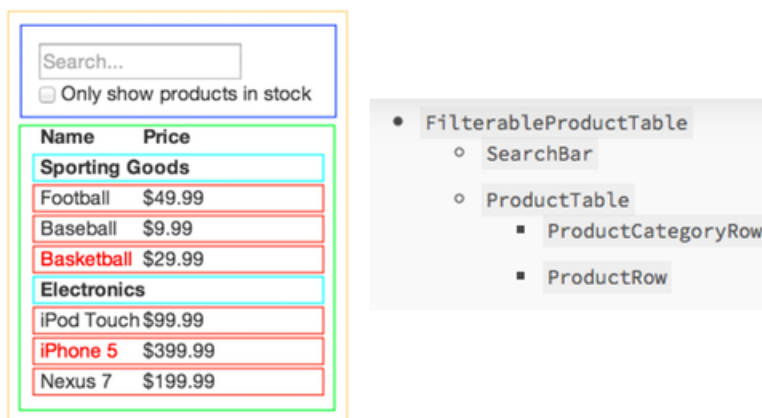 Search...
Only show products in stock
Name Price
Sporting Goods
Football $49.99
Baseball $9.99
Basketball $29.99
Electronics
iPod Touch $99.99
iPhone 5 $399.99
Nexus 7 $199.99
FilterableProductTable
SearchBar
ProductTable
ProductCategoryRow
ProductRow